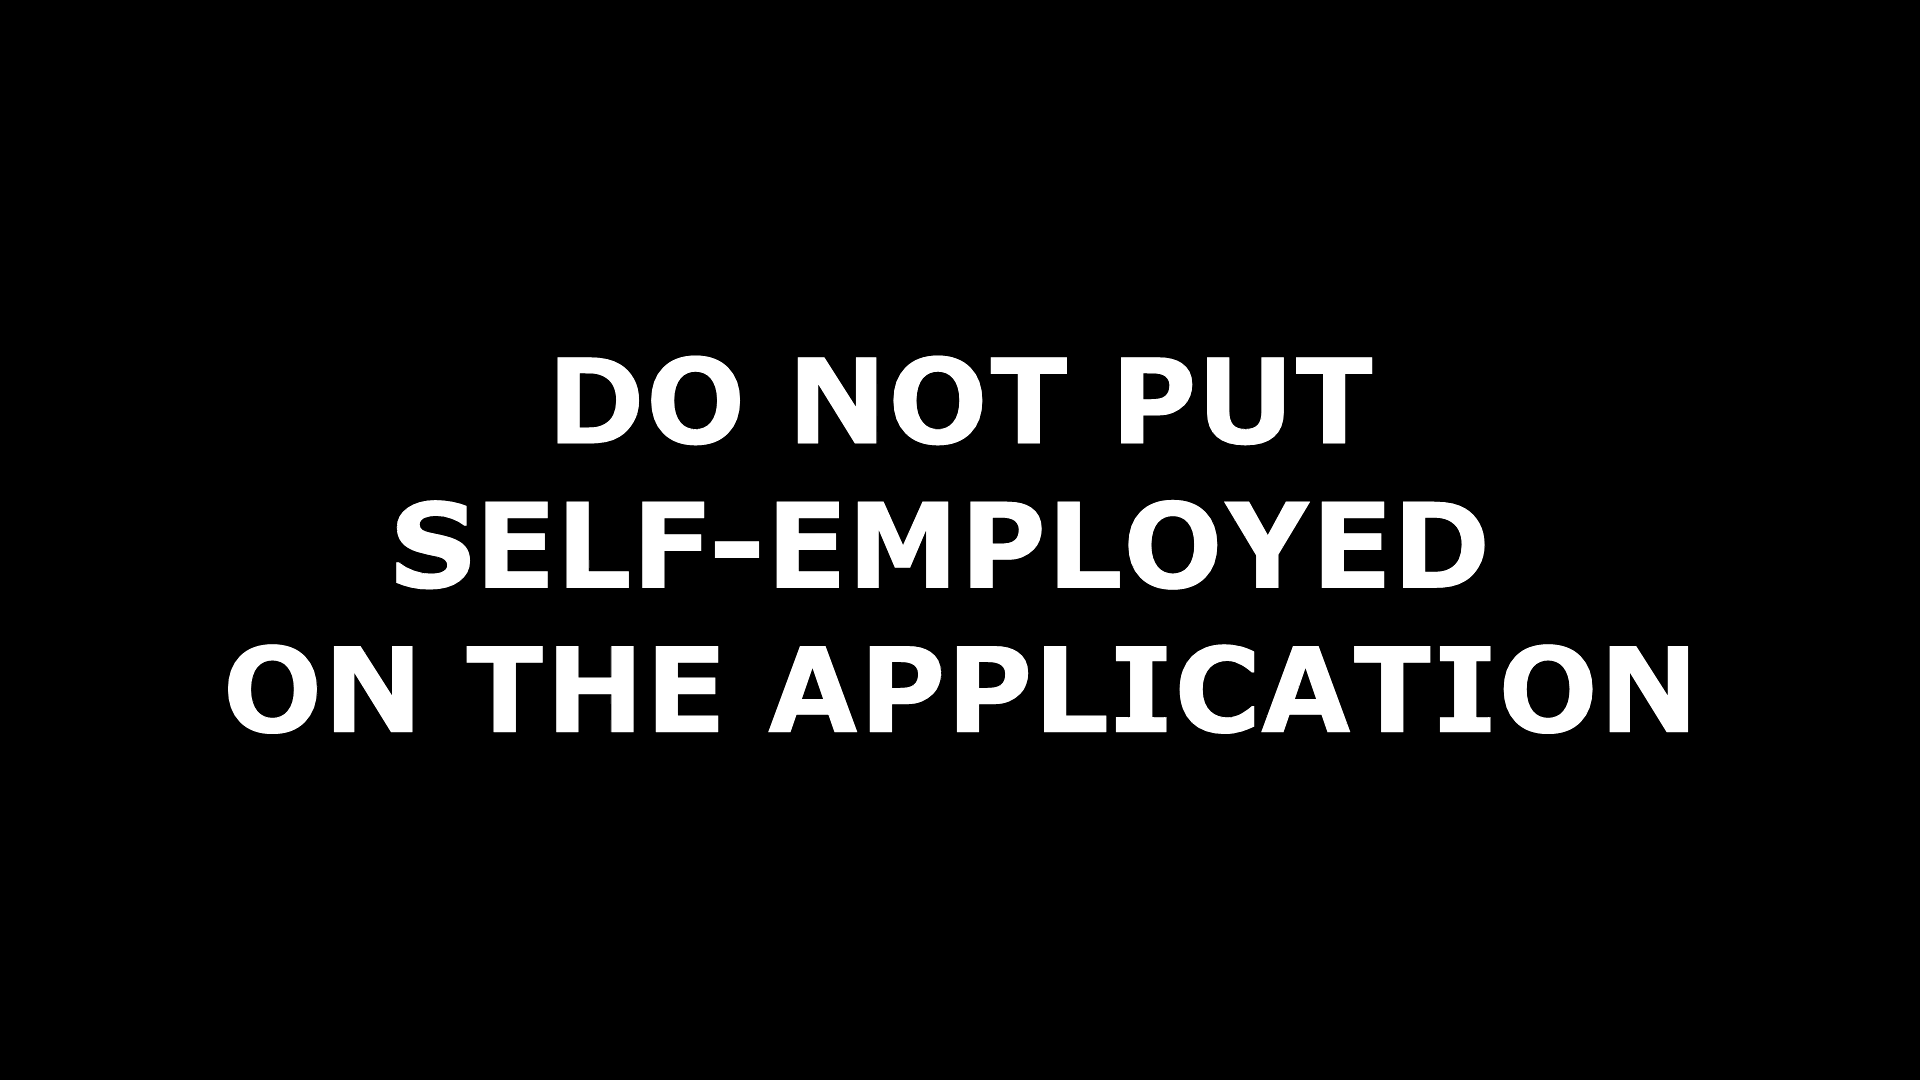 DO NOT PUT
SELF-EMPLOYED
ON THE APPLICATION